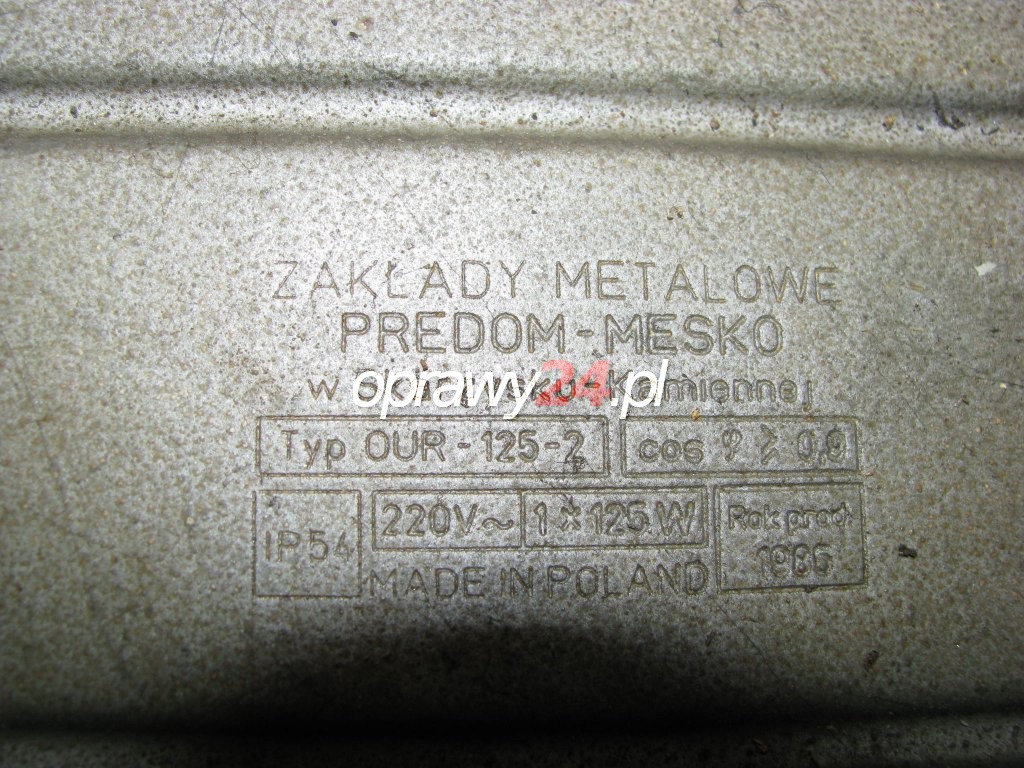 ZAKŁADY METALOWE
PREDOM-MESKO
w
oprawy24.pl
Typ OUR-125-2
cos φ ≥ 0,9
IP54
220V~
1×125W
Rok prod.
1986
MADE IN POLAND